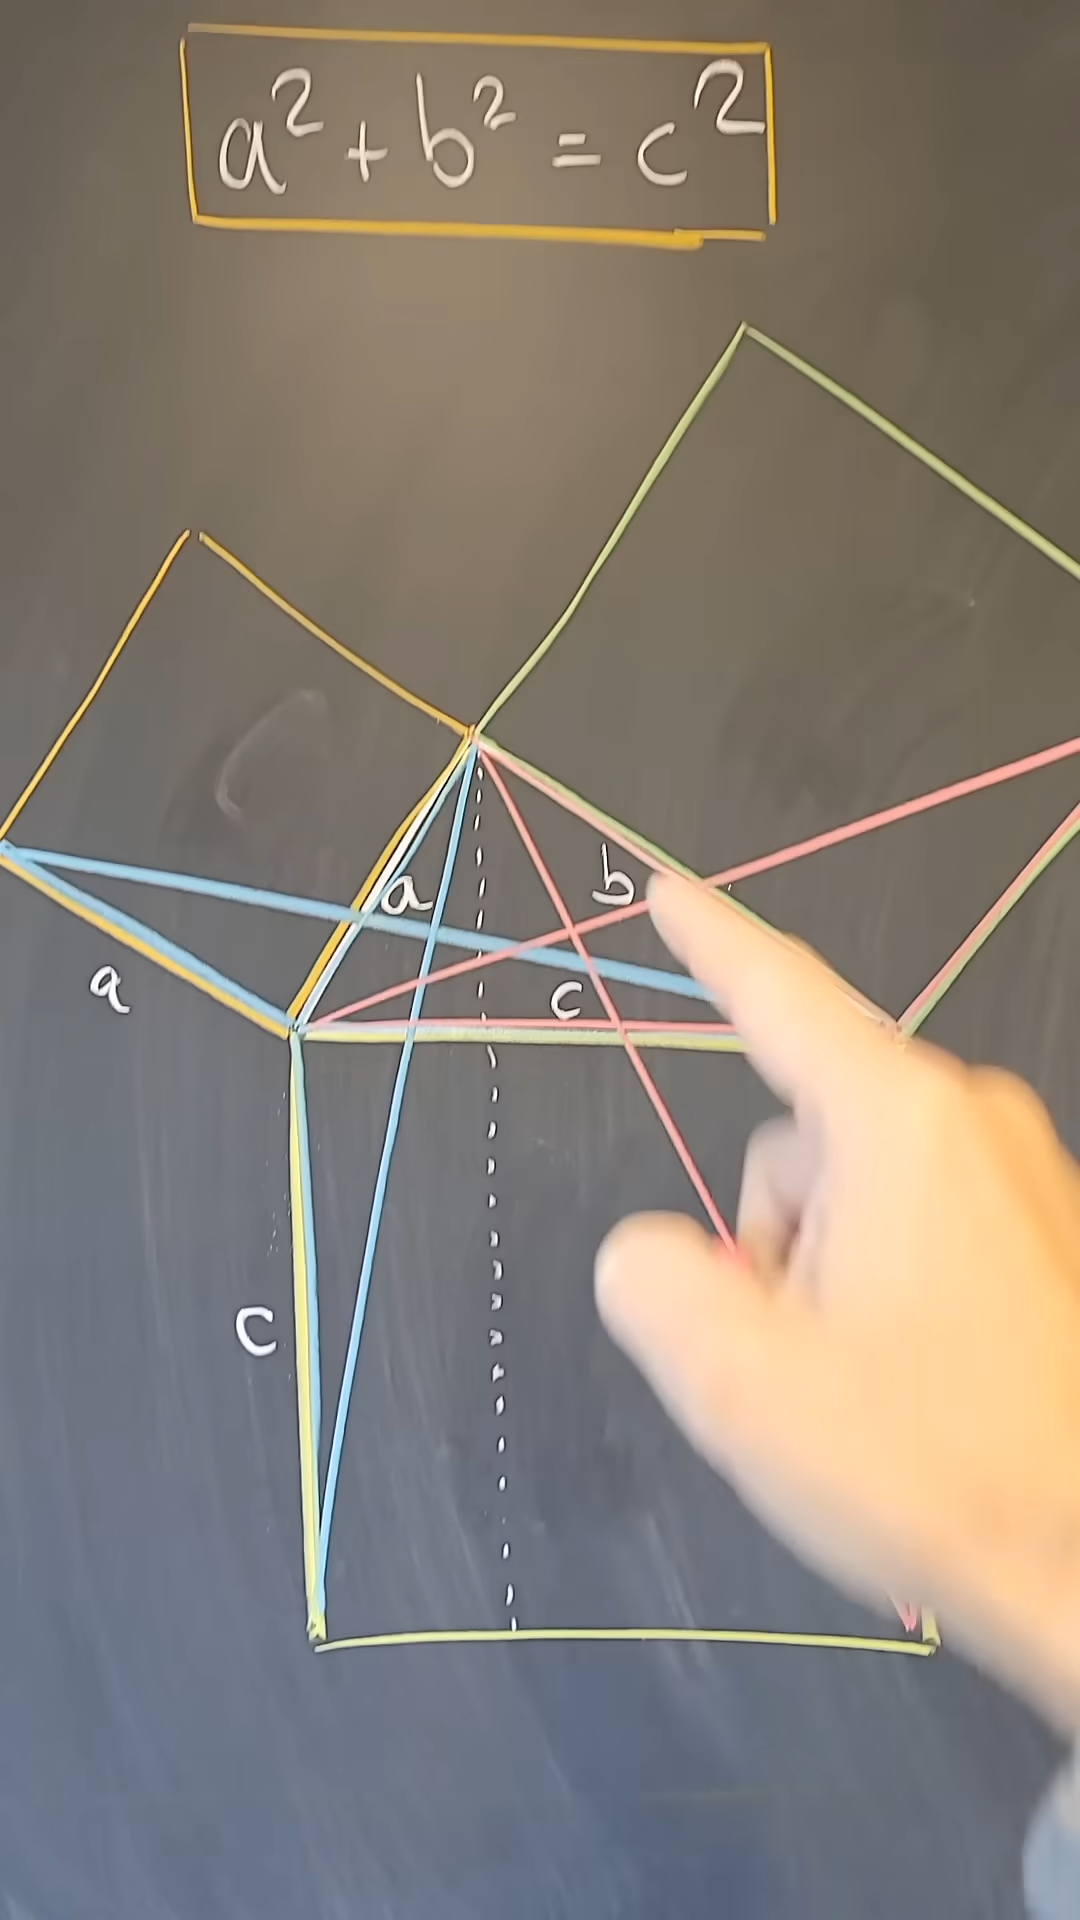 a² + b² = c²
b
a
a
c
c